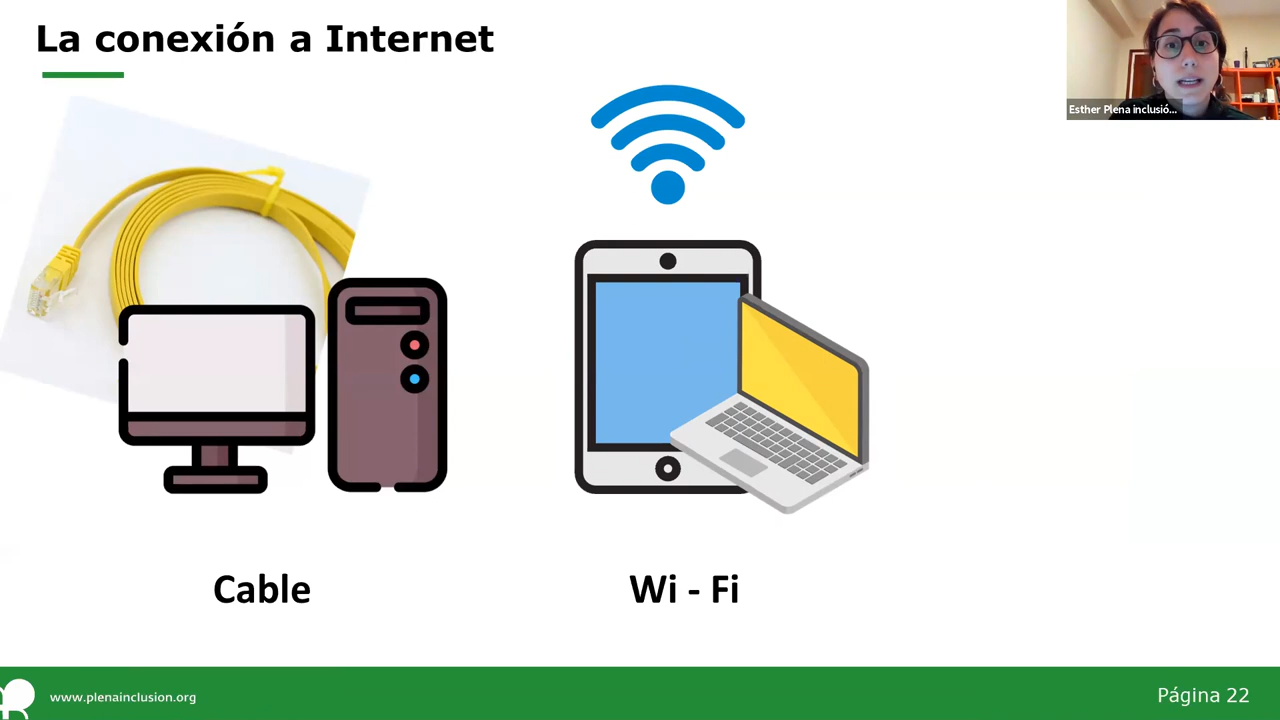 La conexión a Internet
Esther Plena inclusió...
Cable
Wi - Fi
www.plenainclusion.org
Página 22